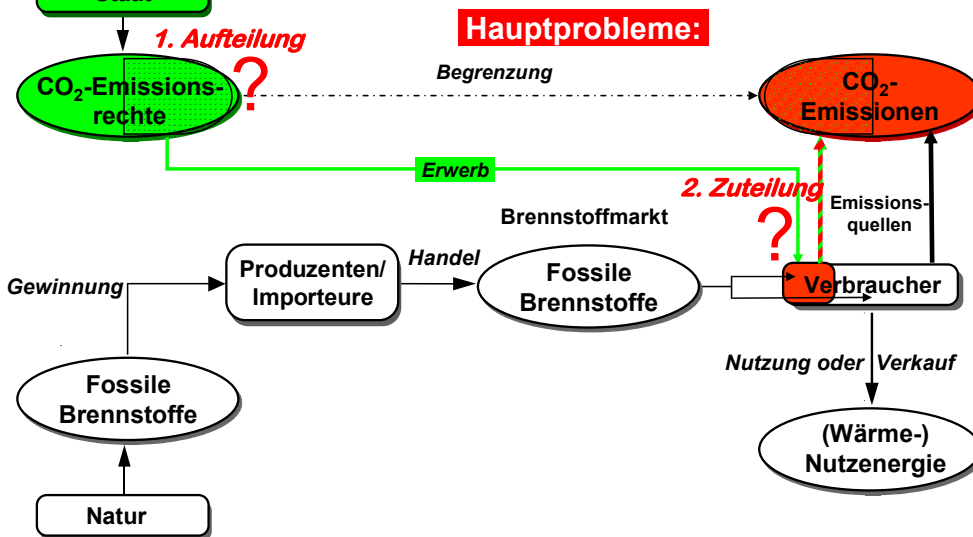 Staat
1. Aufteilung
Hauptprobleme:
?
Begrenzung
CO₂-Emissions-
rechte
CO₂-
Emissionen
Erwerb
2. Zuteilung
?
Emissions-
quellen
Brennstoffmarkt
Gewinnung
Produzenten/
Importeure
Handel
Fossile
Brennstoffe
Verbraucher
Nutzung oder Verkauf
Fossile
Brennstoffe
(Wärme-)
Nutzenergie
Natur